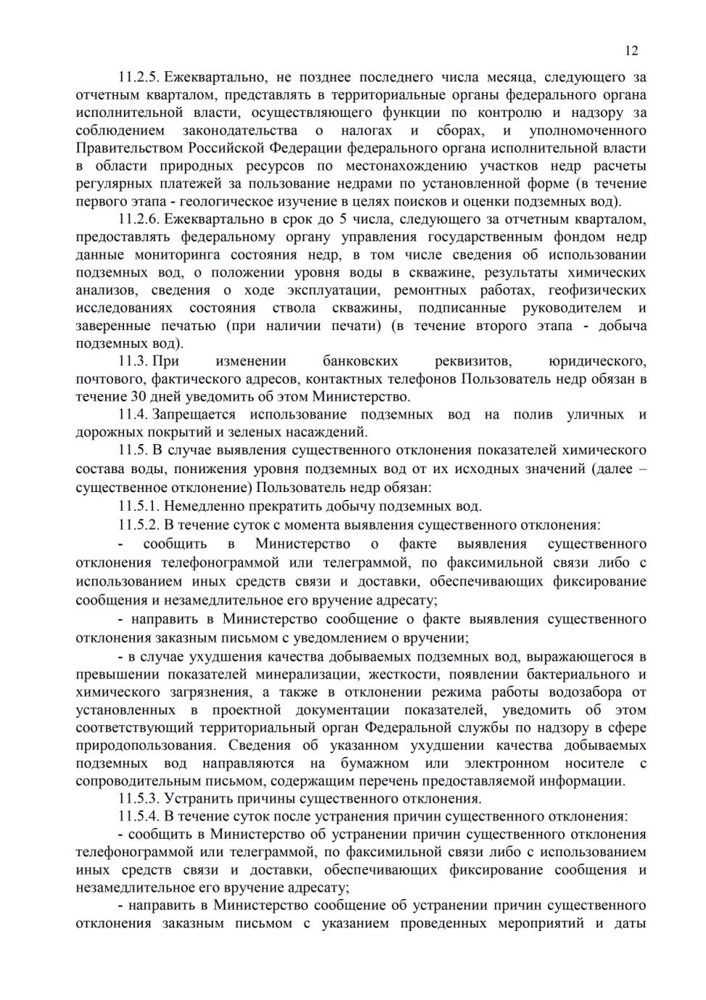 12
11.2.5. Ежеквартально, не позднее последнего числа месяца, следующего за
отчетным кварталом, представлять в территориальные органы федерального органа
исполнительной власти, осуществляющего функции по контролю и надзору за
соблюдением законодательства о налогах и сборах, и уполномоченного
Правительством Российской Федерации федерального органа исполнительной власти
в области природных ресурсов по местонахождению участков недр расчеты
регулярных платежей за пользование недрами по установленной форме (в течение
первого этапа - геологическое изучение в целях поисков и оценки подземных вод).
11.2.6. Ежеквартально в срок до 5 числа, следующего за отчетным кварталом,
предоставлять федеральному органу управления государственным фондом недр
данные мониторинга состояния недр, в том числе сведения об использовании
подземных вод, о положении уровня воды в скважине, результаты химических
анализов, сведения о ходе эксплуатации, ремонтных работах, геофизических
исследованиях состояния ствола скважины, подписанные руководителем и
заверенные печатью (при наличии печати) (в течение второго этапа - добыча
подземных вод).
11.3. При изменении банковских реквизитов, юридического,
почтового, фактического адресов, контактных телефонов Пользователь недр обязан в
течение 30 дней уведомить об этом Министерство.
11.4. Запрещается использование подземных вод на полив уличных и
дорожных покрытий и зеленых насаждений.
11.5. В случае выявления существенного отклонения показателей химического
состава воды, понижения уровня подземных вод от их исходных значений (далее –
существенное отклонение) Пользователь недр обязан:
11.5.1. Немедленно прекратить добычу подземных вод.
11.5.2. В течение суток с момента выявления существенного отклонения:
- сообщить в Министерство о факте выявления существенного
отклонения телефонограммой или телеграммой, по факсимильной связи либо с
использованием иных средств связи и доставки, обеспечивающих фиксирование
сообщения и незамедлительное его вручение адресату;
- направить в Министерство сообщение о факте выявления существенного
отклонения заказным письмом с уведомлением о вручении;
- в случае ухудшения качества добываемых подземных вод, выражающегося в
превышении показателей минерализации, жесткости, появлении бактериального и
химического загрязнения, а также в отклонении режима работы водозабора от
установленных в проектной документации показателей, уведомить об этом
соответствующий территориальный орган Федеральной службы по надзору в сфере
природопользования. Сведения об указанном ухудшении качества добываемых
подземных вод направляются на бумажном или электронном носителе с
сопроводительным письмом, содержащим перечень предоставляемой информации.
11.5.3. Устранить причины существенного отклонения.
11.5.4. В течение суток после устранения причин существенного отклонения:
- сообщить в Министерство об устранении причин существенного отклонения
телефонограммой или телеграммой, по факсимильной связи либо с использованием
иных средств связи и доставки, обеспечивающих фиксирование сообщения и
незамедлительное его вручение адресату;
- направить в Министерство сообщение об устранении причин существенного
отклонения заказным письмом с указанием проведенных мероприятий и даты